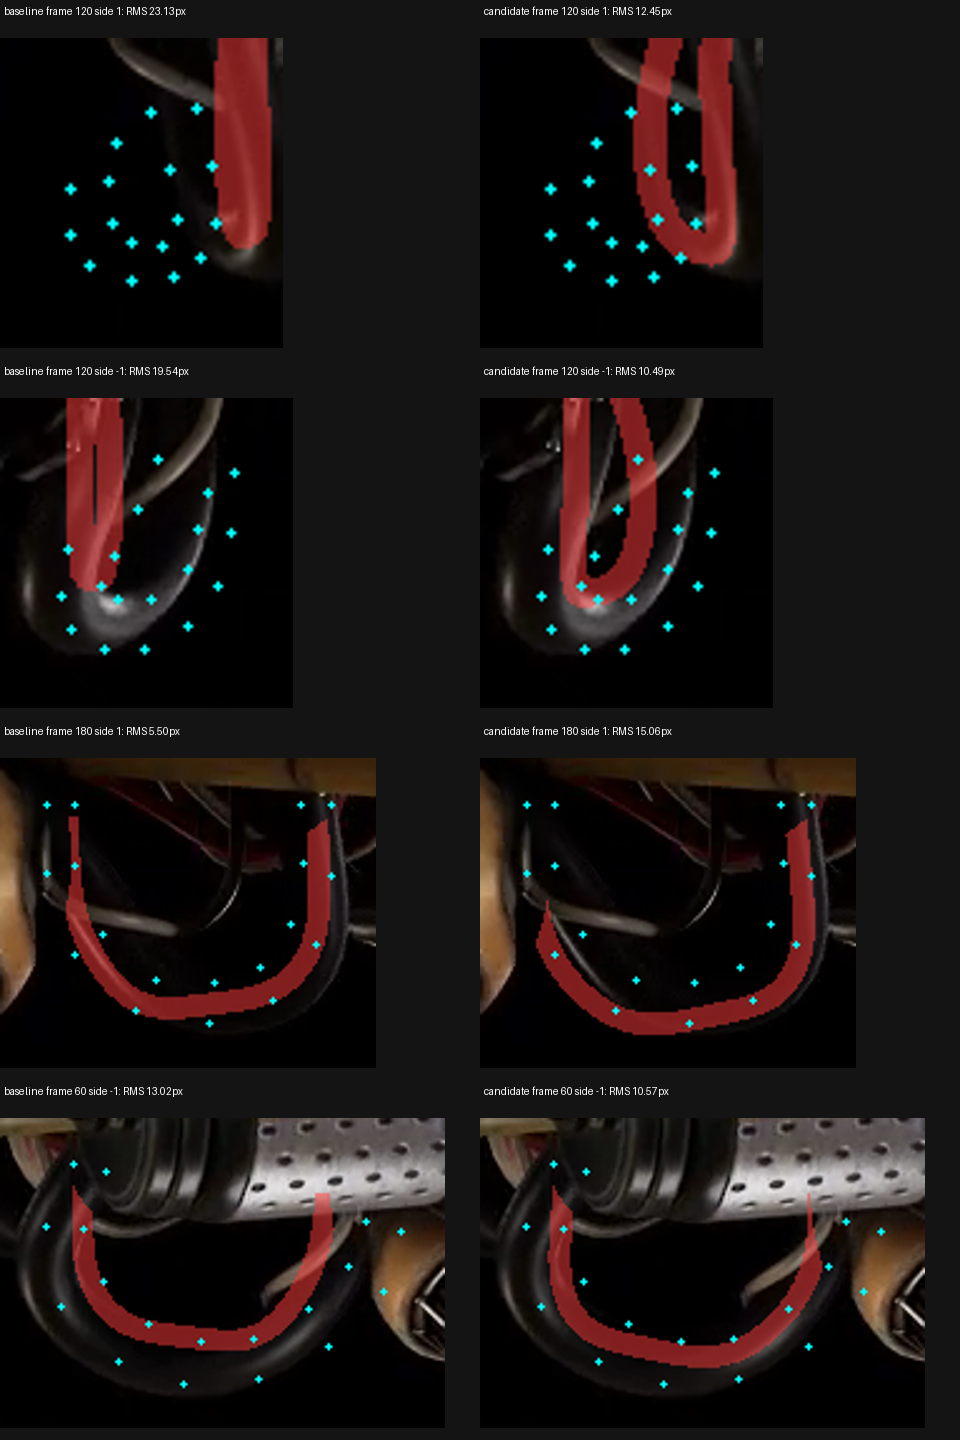 baseline frame 120 side 1: RMS 23.13px
candidate frame 120 side 1: RMS 12.45px
baseline frame 120 side -1: RMS 19.54px
candidate frame 120 side -1: RMS 10.49px
baseline frame 180 side 1: RMS 5.50px
candidate frame 180 side 1: RMS 15.06px
baseline frame 60 side -1: RMS 13.02px
candidate frame 60 side -1: RMS 10.57px